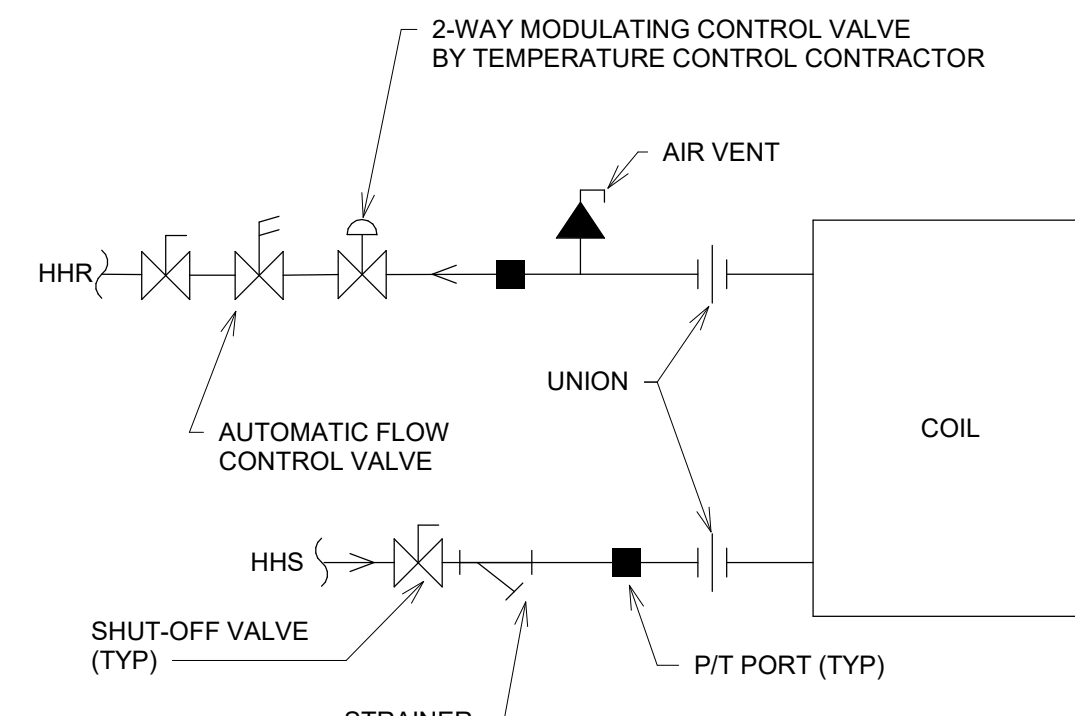 2-WAY MODULATING CONTROL VALVE
BY TEMPERATURE CONTROL CONTRACTOR
AIR VENT
HHR
UNION
AUTOMATIC FLOW
CONTROL VALVE
COIL
HHS
SHUT-OFF VALVE
(TYP)
P/T PORT (TYP)
STRAINER